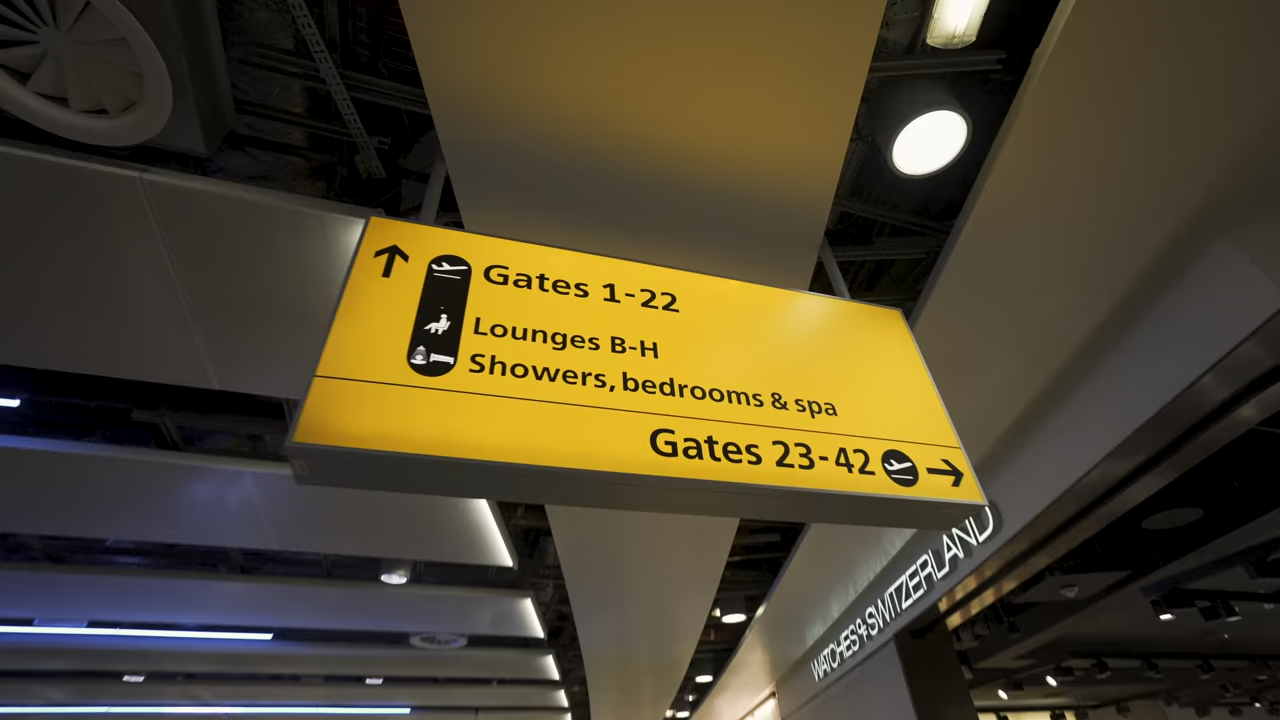 Gates 1-22
Lounges B-H
Showers, bedrooms & spa
Gates 23-42
WATCHES OF SWITZERLAND